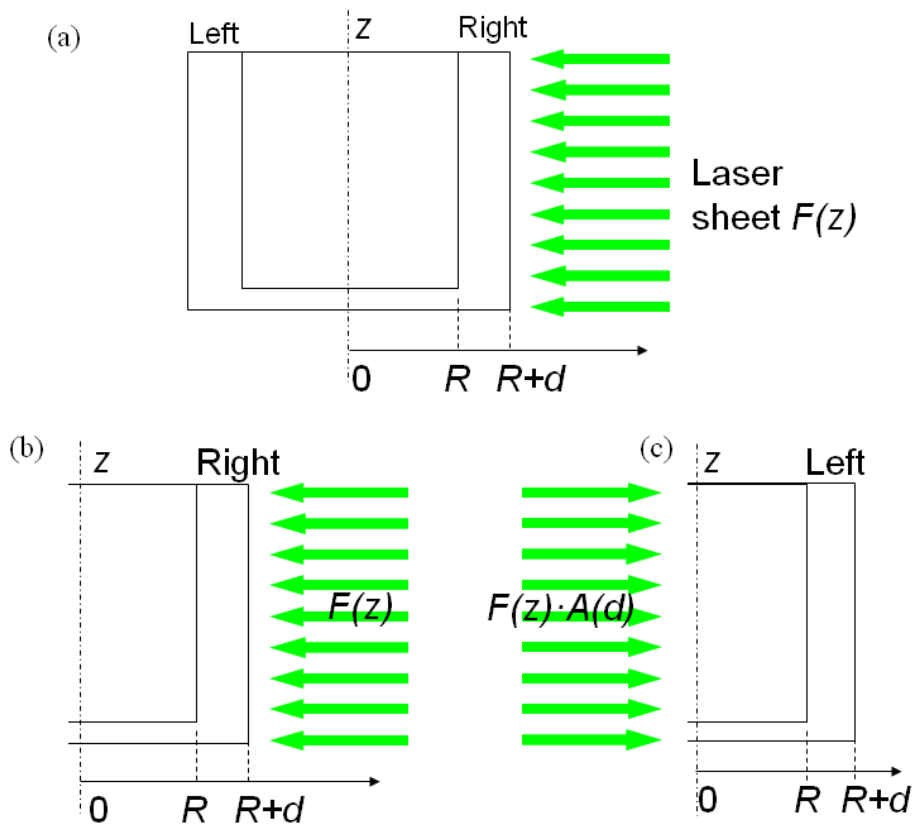 (a)
Left
z
Right
Laser
sheet F(z)
0
R
R+d
(b)
z
Right
F(z)
0
R
R+d
(c)
z
Left
F(z)·A(d)
0
R
R+d